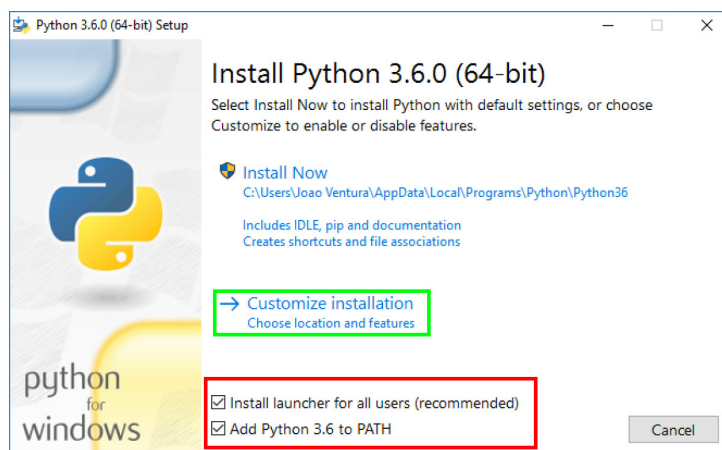 Python 3.6.0 (64-bit) Setup
Install Python 3.6.0 (64-bit)
Select Install Now to install Python with default settings, or choose
Customize to enable or disable features.
Install Now
C:\Users\Joao Ventura\AppData\Local\Programs\Python\Python36
Includes IDLE, pip and documentation
Creates shortcuts and file associations
→ Customize installation
Choose location and features
Install launcher for all users (recommended)
Add Python 3.6 to PATH
Cancel
python
for
windows